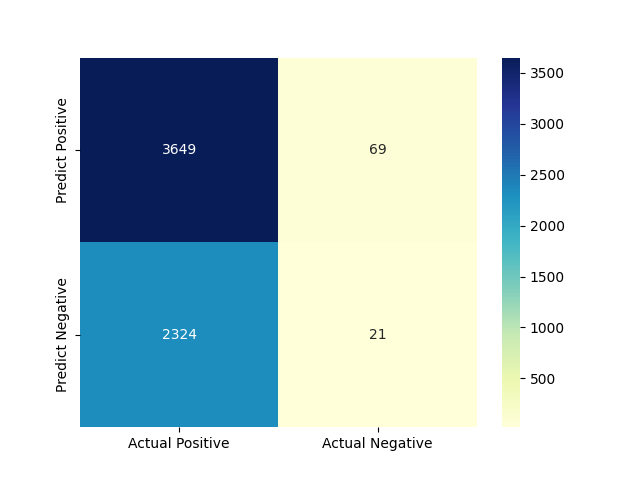 Predict Positive
3649
69
Predict Negative
2324
21
Actual Positive
Actual Negative
3500
3000
2500
2000
1500
1000
500